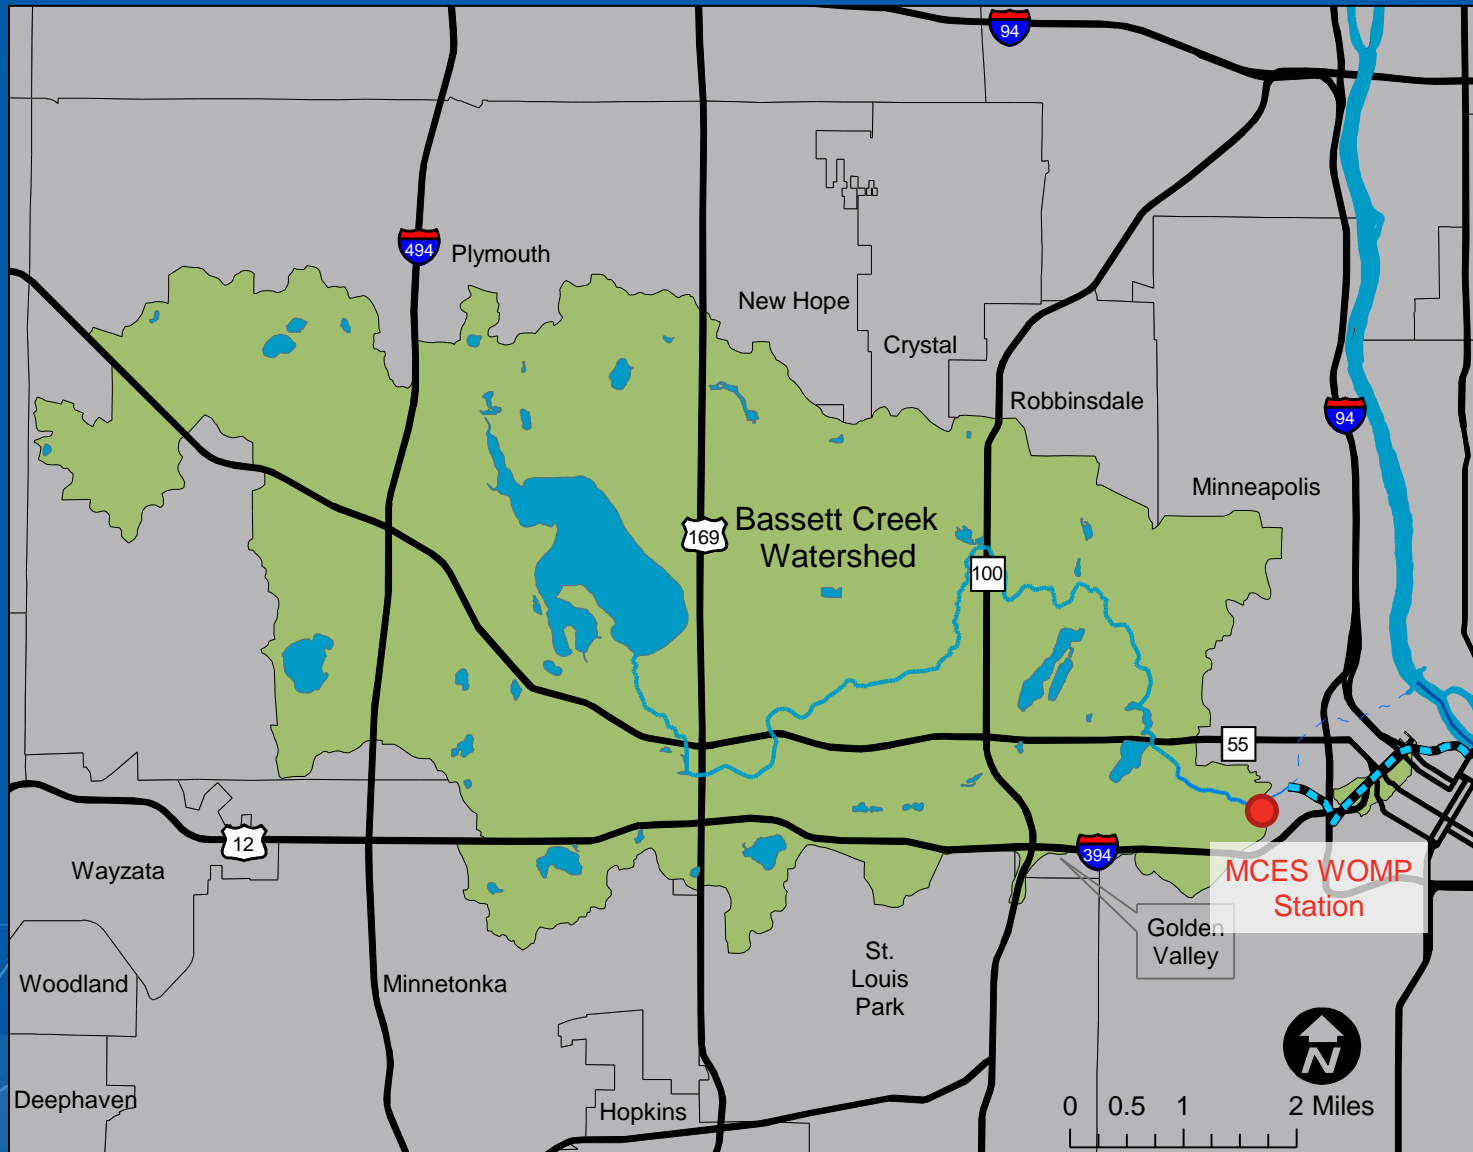 94
494
Plymouth
New Hope
Crystal
Robbinsdale
94
Minneapolis
169
Bassett Creek
Watershed
100
55
12
394
Wayzata
MCES WOMP
Station
Golden
Valley
St.
Louis
Park
Woodland
Minnetonka
N
Deephaven
Hopkins
0 0.5 1 2 Miles